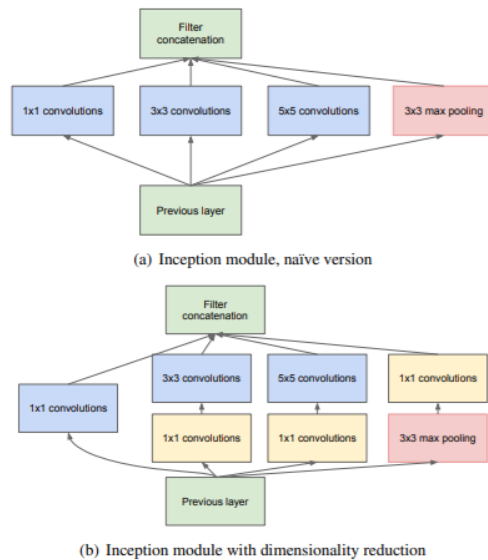 Filter
concatenation
1x1 convolutions
3x3 convolutions
5x5 convolutions
3x3 max pooling
Previous layer
(a) Inception module, naïve version
Filter
concatenation
3x3 convolutions
5x5 convolutions
1x1 convolutions
1x1 convolutions
1x1 convolutions
1x1 convolutions
3x3 max pooling
Previous layer
(b) Inception module with dimensionality reduction